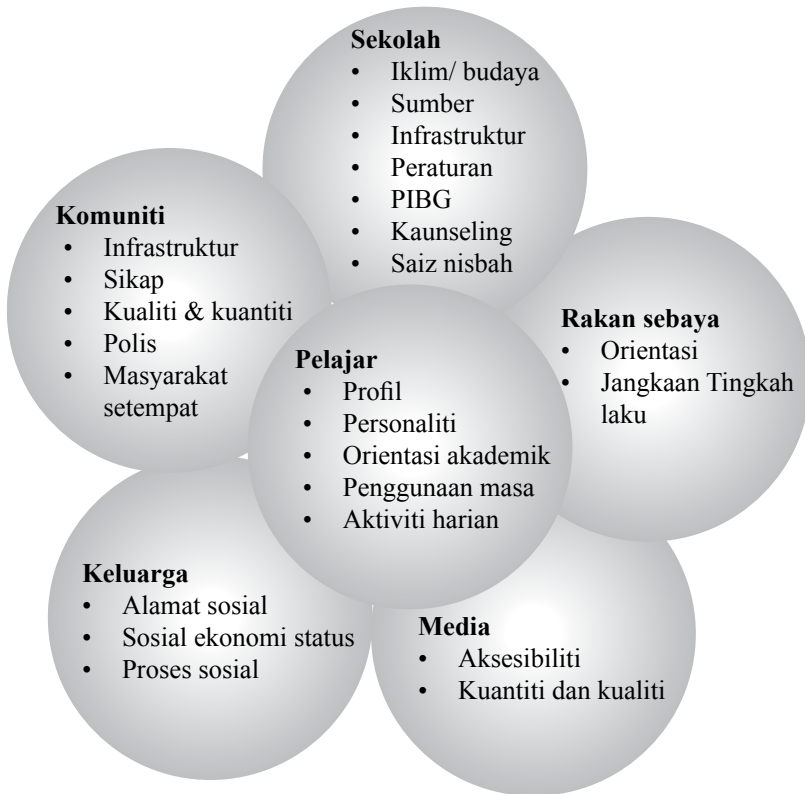 Sekolah
• Iklim/ budaya
• Sumber
• Infrastruktur
• Peraturan
• PIBG
• Kaunseling
• Saiz nisbah
Komuniti
• Infrastruktur
• Sikap
• Kualiti & kuantiti
• Polis
• Masyarakat
setempat
Rakan sebaya
• Orientasi
• Jangkaan Tingkah
laku
Pelajar
• Profil
• Personaliti
• Orientasi akademik
• Penggunaan masa
• Aktiviti harian
Keluarga
• Alamat sosial
• Sosial ekonomi status
• Proses sosial
Media
• Aksesibiliti
• Kuantiti dan kualiti